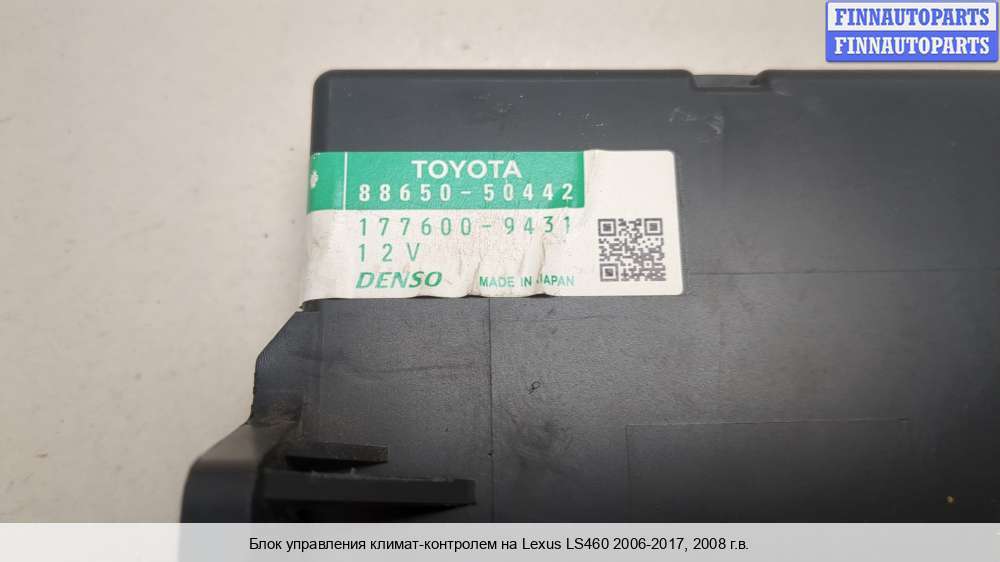 FINNAUTOPARTS
FINNAUTOPARTS
TOYOTA
88650-50442
177600-9431
12V
DENSO MADE IN JAPAN
Блок управления климат-контролем на Lexus LS460 2006-2017, 2008 г.в.